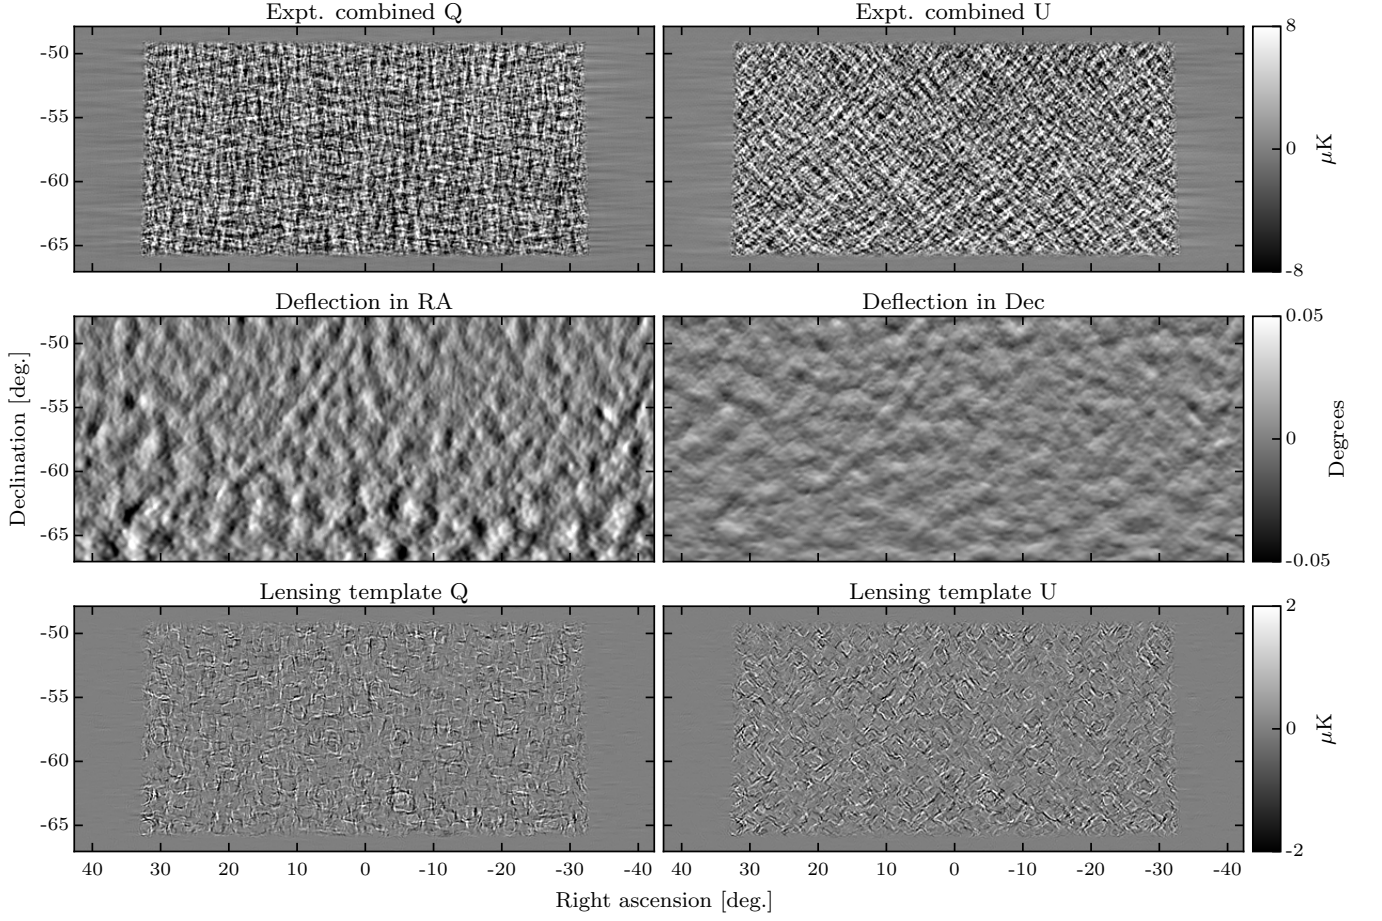 Expt. combined Q
Expt. combined U
-50
-55
-60
-65
8
0
-8
μK
Deflection in RA
Deflection in Dec
Declination [deg.]
-50
-55
-60
-65
0.05
0
-0.05
Degrees
Lensing template Q
Lensing template U
-50
-55
-60
-65
2
0
-2
μK
40 30 20 10 0 -10 -20 -30 -40
40 30 20 10 0 -10 -20 -30 -40
Right ascension [deg.]